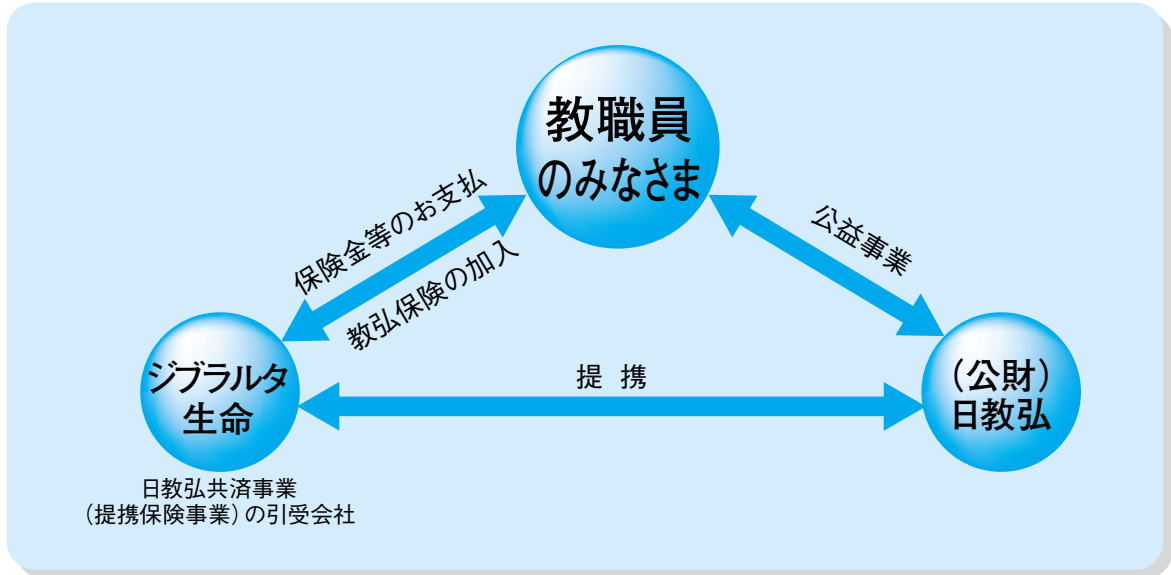 教職員
のみなさま
保険金等のお支払
教弘保険の加入
公益事業
ジブラルタ
生命
提 携
(公財)
日教弘
日教弘共済事業
(提携保険事業)の引受会社